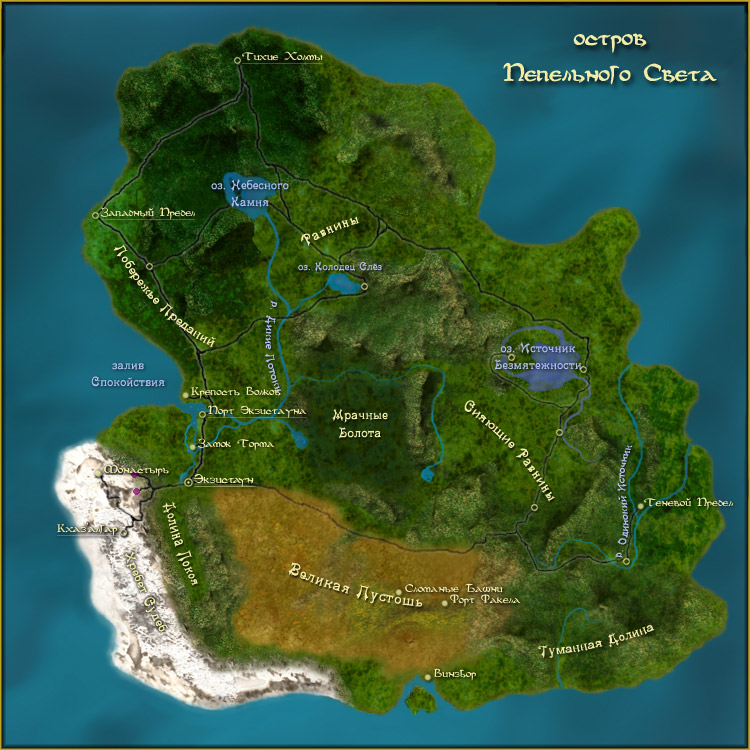 остров
Пепельного Света
Тихие Холмы
оз. Небесного
Камня
Западный Предел
Равнины
Побережье Преданий
оз. Колодец Слёз
р. Дикие Потоки
залив
Спокойствия
оз. Источник
Безмятежности
Крепость Волков
Порт Экзистауна
Мрачные
Болота
Сияющие Равнины
Замок Торма
Монастырь
Экзистаун
р. Одинокий Источник
Теневой Предел
Кхазатар
Долина Покоя
Хребет Судеб
Великая Пустошь
Сломаные Башни
Форт Факела
Туманная Долина
Винзбор